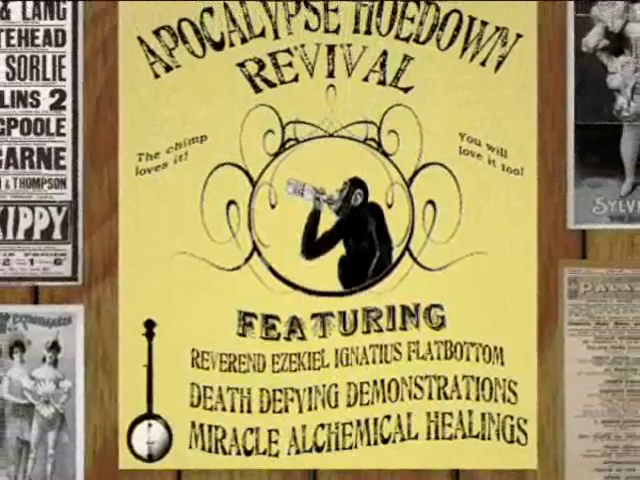 & LANG
TEHEAD
SORLIE
LINS 2
CPOOLE
GARNE
& THOMPSON
KIPPY
APOCALYPSE HOEDOWN
REVIVAL
The chimp
loves it!
You will
love it too!
FEATURING
REVEREND EZEKIEL IGNATIUS FLATBOTTOM
DEATH DEFYING DEMONSTRATIONS
MIRACLE ALCHEMICAL HEALINGS
SYLV
PALA